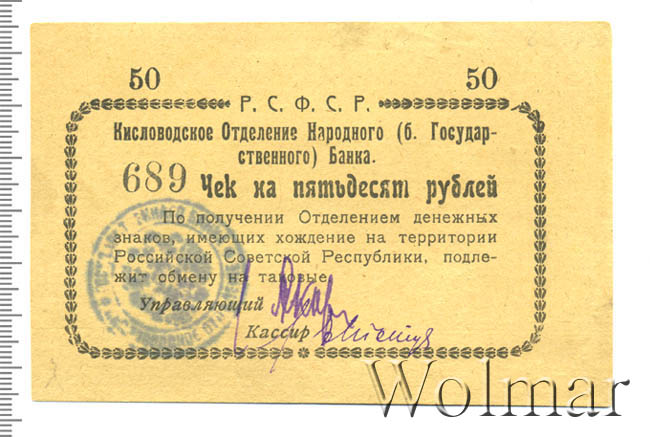 50 50
Р. С. Ф. С. Р.
Кисловодское Отделение Народного (б. Государ-
ственного) Банка.
689 Чек на пятьдесят рублей
По получении Отделением денежных
знаков, имеющих хождение на территории
Российской Советской Республики, подле-
жит обмену на таковые.
Управляющий
Кассир
Wolmar